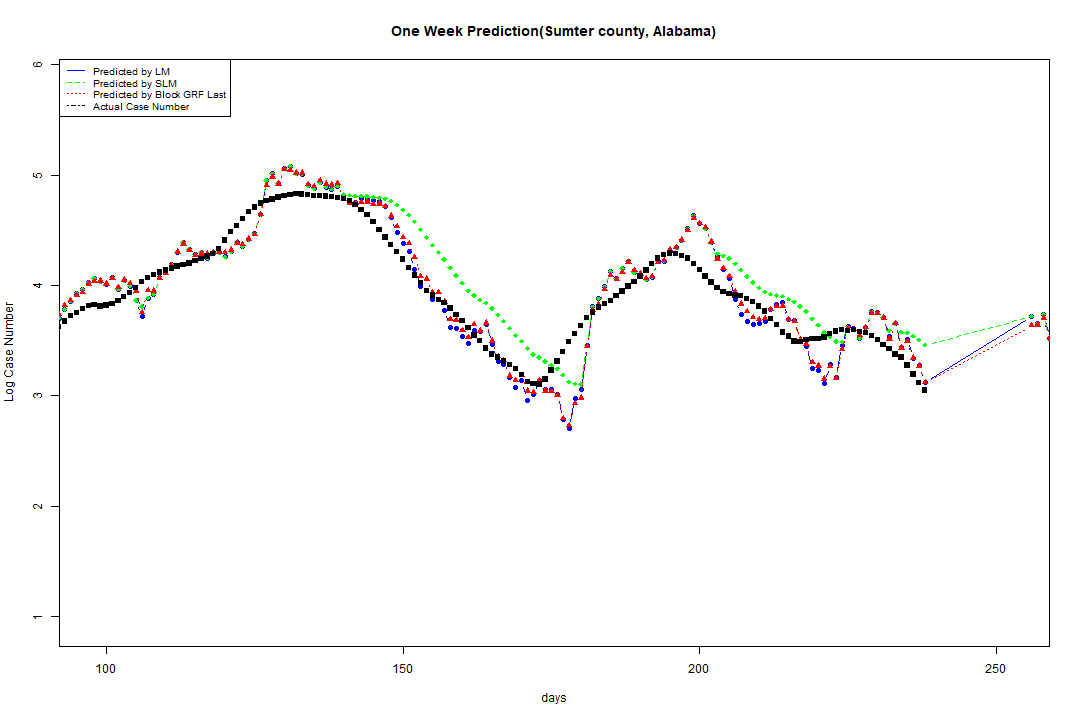 One Week Prediction(Sumter county, Alabama)
Predicted by LM
Predicted by SLM
Predicted by Block GRF Last
Actual Case Number
6
5
4
3
2
1
Log Case Number
100
150
200
250
days